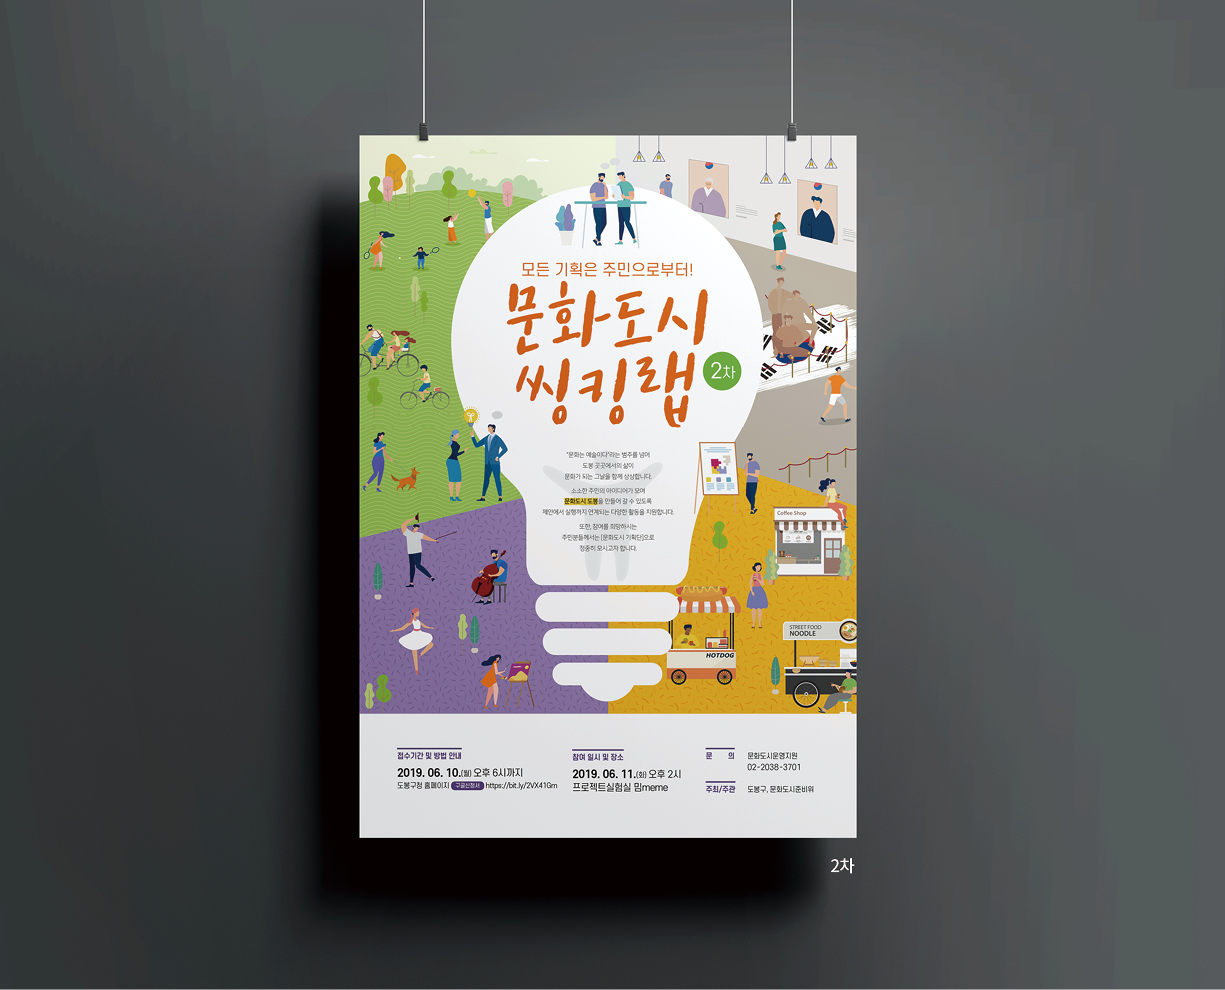 모든 기획은 주민으로부터!
문화도시
씽킹랩
2차
"문화는 예술이다"라는 범주를 넘어
도봉 곳곳에서의 삶이
문화가 되는 그날을 함께 상상합니다.
소소한 주민의 아이디어가 모여
문화도시 도봉을 만들어 갈 수 있도록
제안에서 실행까지 연계되는 다양한 활동을 지원합니다.
또한, 참여를 희망하시는
주민분들께서는 [문화도시 기획단]으로
정중히 모시고자 합니다.
Coffee Shop
STREET FOOD
NOODLE
HOTDOG
접수기간 및 방법 안내
2019. 06. 10.(월) 오후 6시까지
도봉구청 홈페이지 구글신청서 https://bit.ly/2VX41Gm
참여 일시 및 장소
2019. 06. 11.(화) 오후 2시
프로젝트실험실 밈meme
문 의 문화도시운영지원
02-2038-3701
주최/주관 도봉구, 문화도시준비위
2차